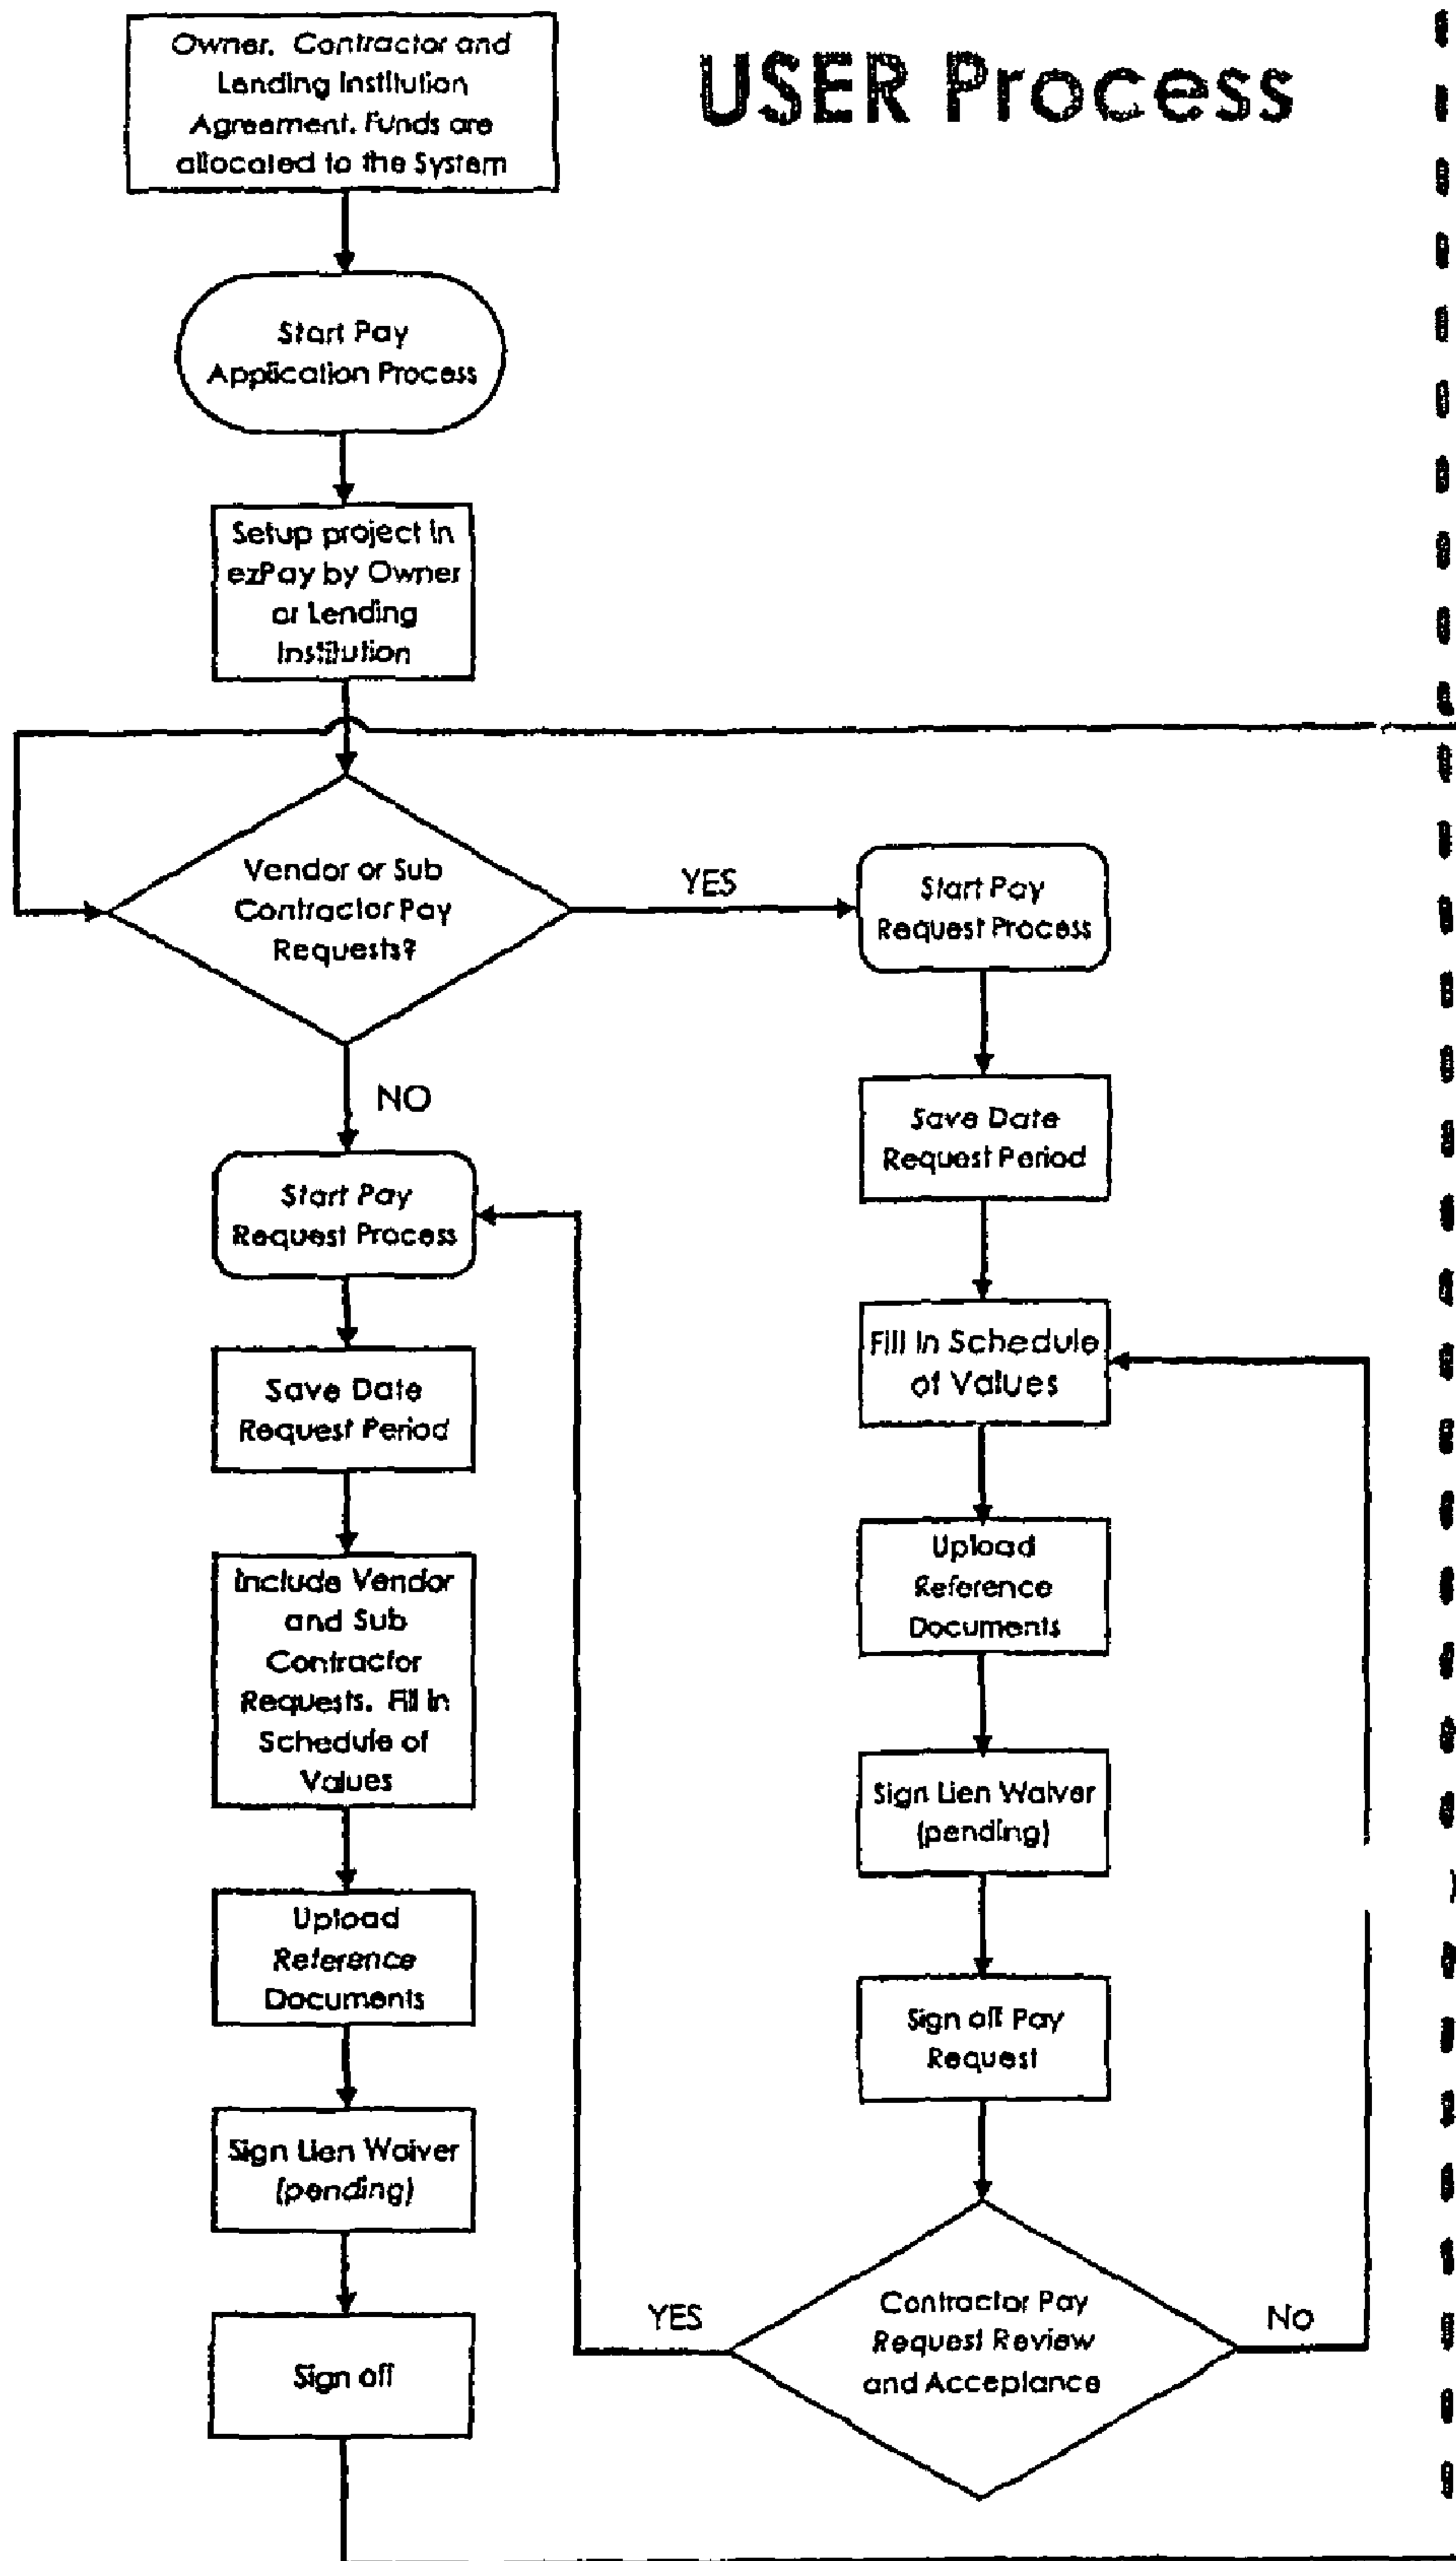 USER Process
Owner, Contractor and
Lending Institution
Agreement. Funds are
allocated to the System
Start Pay
Application Process
Setup project in
ezPay by Owner
or Lending
Institution
Vendor or Sub
Contractor Pay
Requests?
YES
NO
Start Pay
Request Process
Save Date
Request Period
Fill in Schedule
of Values
Upload
Reference
Documents
Sign Lien Waiver
(pending)
Sign off Pay
Request
Contractor Pay
Request Review
and Acceptance
YES
No
Start Pay
Request Process
Save Date
Request Period
Include Vendor
and Sub
Contractor
Requests. Fill in
Schedule of
Values
Upload
Reference
Documents
Sign Lien Waiver
(pending)
Sign off